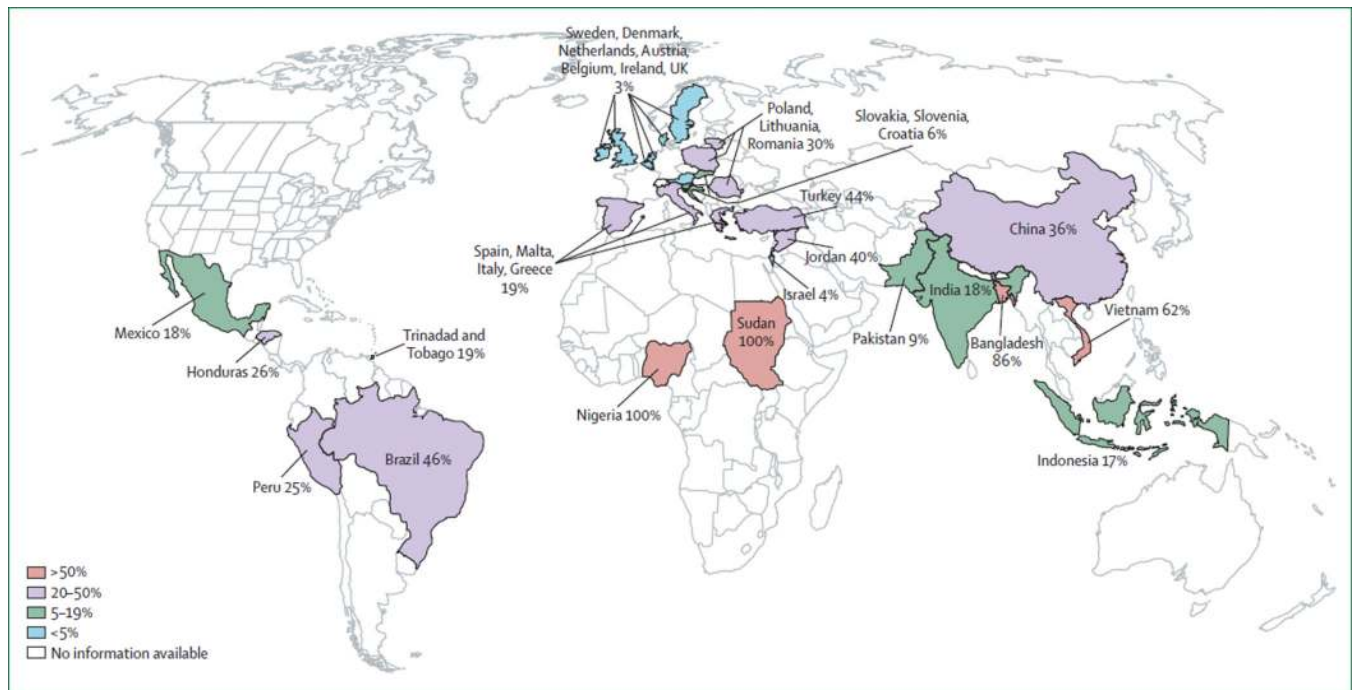 Sweden, Denmark,
Netherlands, Austria,
Belgium, Ireland, UK
3%
Poland,
Lithuania,
Romania 30%
Slovakia, Slovenia,
Croatia 6%
Turkey 44%
China 36%
Spain, Malta,
Italy, Greece
19%
Jordan 40%
Israel 4%
India 18%
Mexico 18%
Trinidad and
Tobago 19%
Sudan
100%
Pakistan 9%
Bangladesh
86%
Vietnam 62%
Honduras 26%
Nigeria 100%
Brazil 46%
Peru 25%
Indonesia 17%
>50%
20–50%
5–19%
<5%
No information available